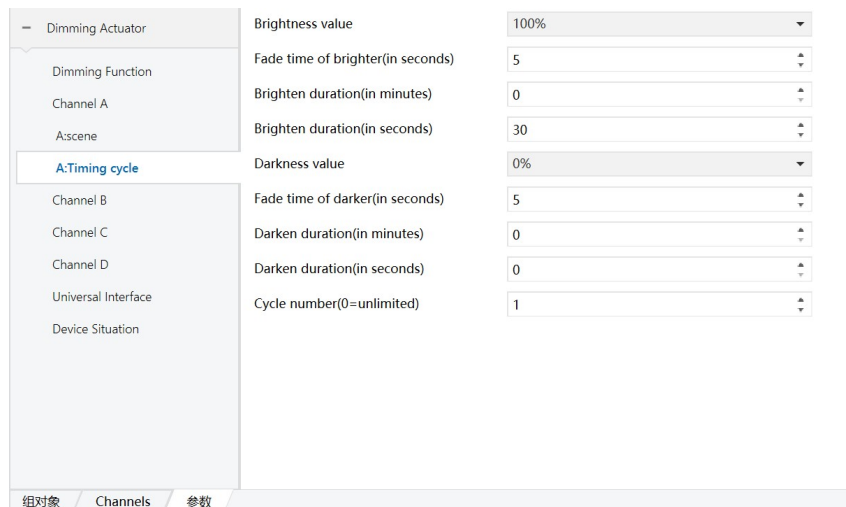 Dimming Actuator
Dimming Function
Channel A
A:scene
A:Timing cycle
Channel B
Channel C
Channel D
Universal Interface
Device Situation
Brightness value 100%
Fade time of brighter(in seconds) 5
Brighten duration(in minutes) 0
Brighten duration(in seconds) 30
Darkness value 0%
Fade time of darker(in seconds) 5
Darken duration(in minutes) 0
Darken duration(in seconds) 0
Cycle number(0=unlimited) 1
组对象 Channels 参数